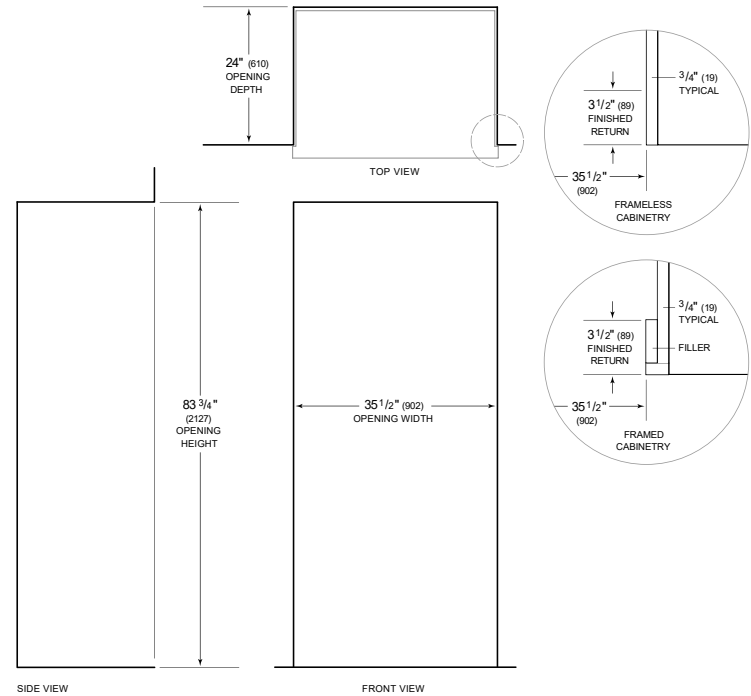 24" (610)
OPENING
DEPTH
TOP VIEW
3/4" (19)
TYPICAL
3 1/2" (89)
FINISHED
RETURN
35 1/2"
(902)
FRAMELESS
CABINETRY
3/4" (19)
TYPICAL
3 1/2" (89)
FINISHED
RETURN
FILLER
35 1/2"
(902)
FRAMED
CABINETRY
83 3/4"
(2127)
OPENING
HEIGHT
35 1/2" (902)
OPENING WIDTH
SIDE VIEW
FRONT VIEW